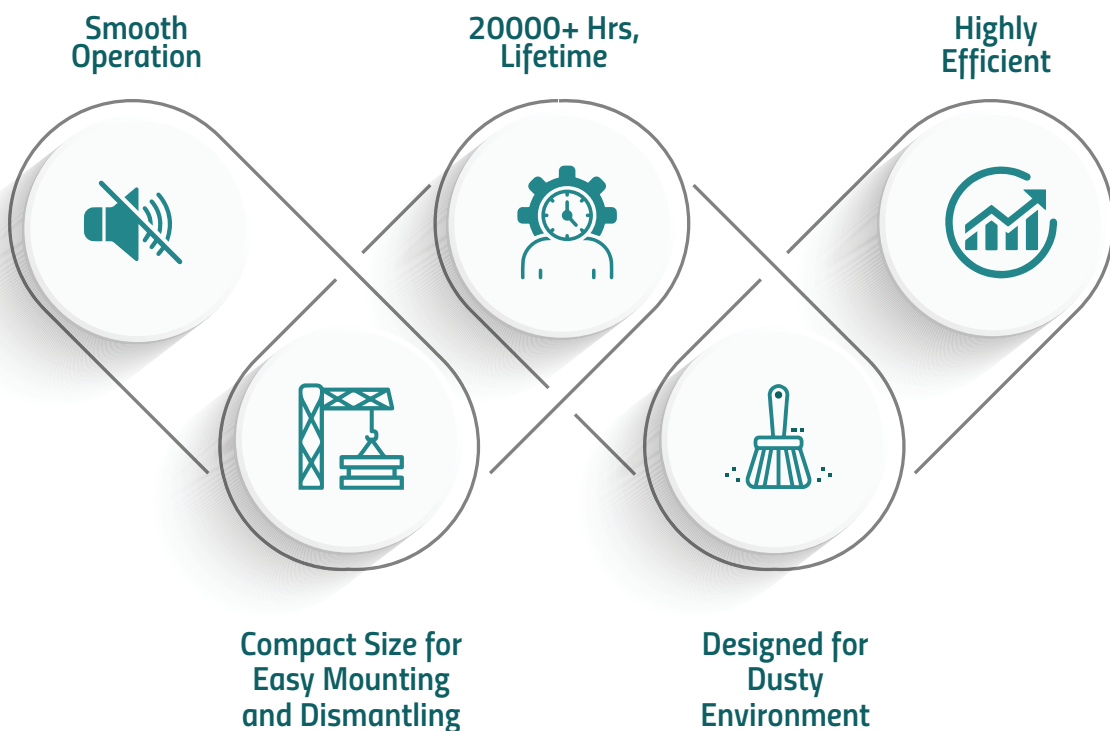 Smooth
Operation
20000+ Hrs,
Lifetime
Highly
Efficient
Compact Size for
Easy Mounting
and Dismantling
Designed for
Dusty
Environment